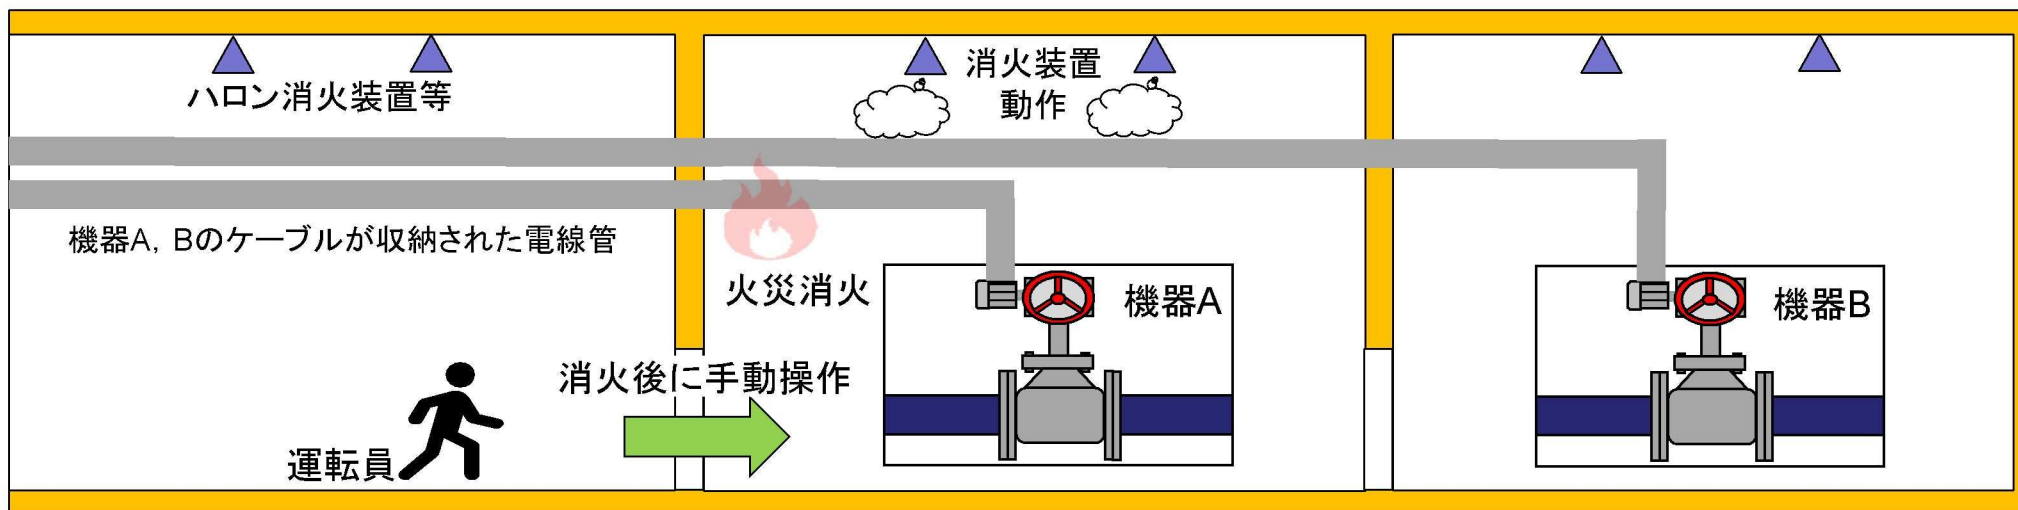 ハロン消火装置等
消火装置
動作
機器A, Bのケーブルが収納された電線管
火災消火
機器A
機器B
消火後に手動操作
運転員